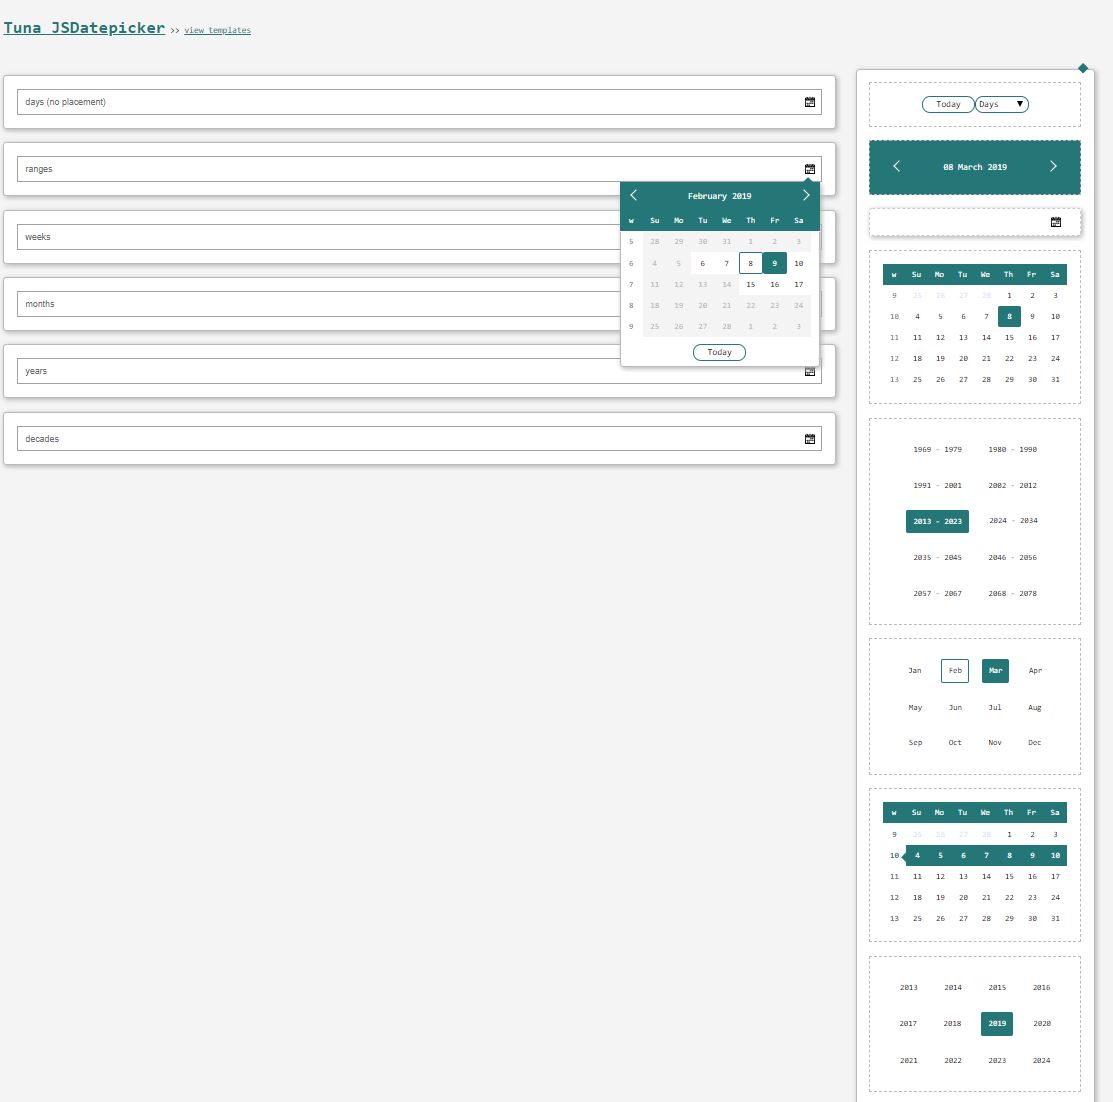 Tuna JSDatepicker >> view templates
days (no placement)
ranges
February 2019
w Su Mo Tu We Th Fr Sa
5 28 29 30 31 1 2 3
6 4 5 6 7 8 9 10
7 11 12 13 14 15 16 17
8 18 19 20 21 22 23 24
9 25 26 27 28 1 2 3
Today
weeks
months
years
decades
Today Days
08 March 2019
w Su Mo Tu We Th Fr Sa
9 25 26 27 28 1 2 3
10 4 5 6 7 8 9 10
11 11 12 13 14 15 16 17
12 18 19 20 21 22 23 24
13 25 26 27 28 29 30 31
1969 - 1979 1980 - 1990
1991 - 2001 2002 - 2012
2013 - 2023 2024 - 2034
2035 - 2045 2046 - 2056
2057 - 2067 2068 - 2078
Jan Feb Mar Apr
May Jun Jul Aug
Sep Oct Nov Dec
w Su Mo Tu We Th Fr Sa
9 25 26 27 28 1 2 3
10 4 5 6 7 8 9 10
11 11 12 13 14 15 16 17
12 18 19 20 21 22 23 24
13 25 26 27 28 29 30 31
2013 2014 2015 2016
2017 2018 2019 2020
2021 2022 2023 2024